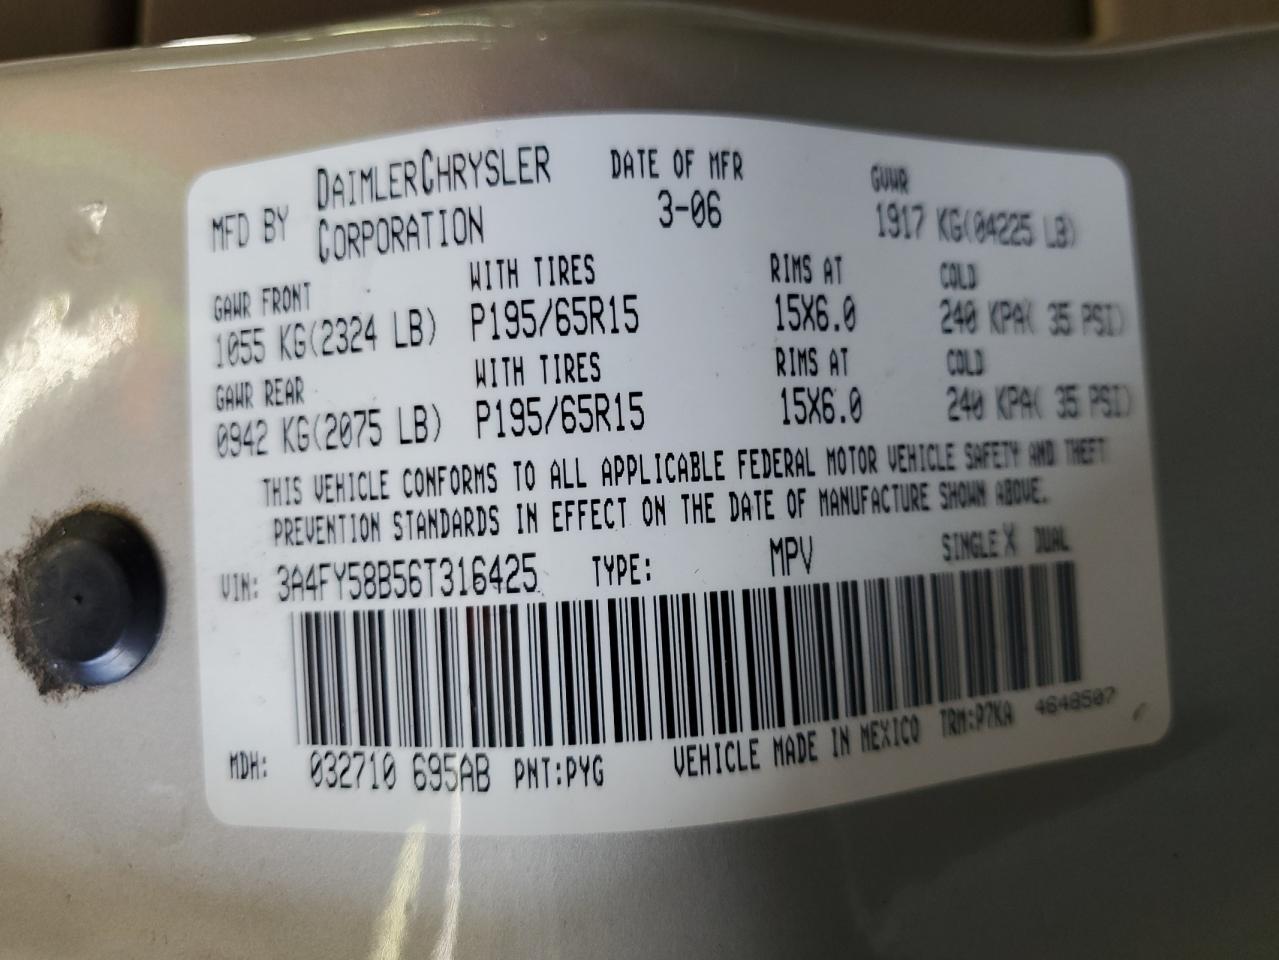 MFD BY DAIMLERCHRYSLER CORPORATION
DATE OF MFR 3-06
GVWR 1917 KG(04225 LB)
GAWR FRONT WITH TIRES RIMS AT COLD
1055 KG(2324 LB) P195/65R15 15X6.0 240 KPA( 35 PSI)
GAWR REAR WITH TIRES RIMS AT COLD
0942 KG(2075 LB) P195/65R15 15X6.0 240 KPA( 35 PSI)
THIS VEHICLE CONFORMS TO ALL APPLICABLE FEDERAL MOTOR VEHICLE SAFETY AND THEFT
PREVENTION STANDARDS IN EFFECT ON THE DATE OF MANUFACTURE SHOWN ABOVE.
VIN: 3A4FY58B56T316425 TYPE: MPV SINGLE X DUAL
MDH: 032710 695AB PNT:PYG VEHICLE MADE IN MEXICO TRM:P7KA 4648507